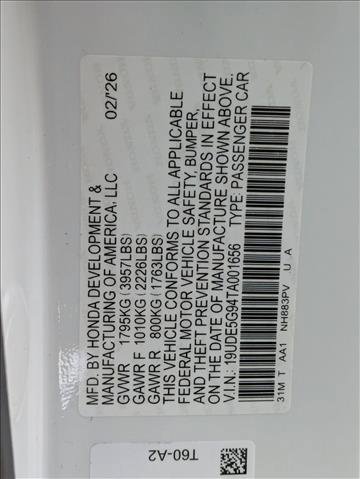 MFD. BY HONDA DEVELOPMENT & 02/'26
MANUFACTURING OF AMERICA, LLC
GVWR 1795KG (3957LBS)
GAWR F 1010KG (2226LBS)
GAWR R 800KG (1763LBS)
THIS VEHICLE CONFORMS TO ALL APPLICABLE
FEDERAL MOTOR VEHICLE SAFETY, BUMPER,
AND THEFT PREVENTION STANDARDS IN EFFECT
ON THE DATE OF MANUFACTURE SHOWN ABOVE.
V.I.N.: 19UDE5G94TA001656 TYPE: PASSENGER CAR
31M T AA1 NH883PV U A
T60-A2